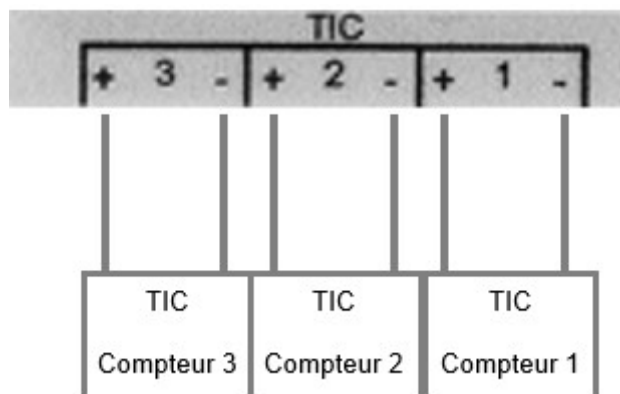 TIC
+ 3 - + 2 - + 1 -
TIC TIC TIC
Compteur 3 Compteur 2 Compteur 1